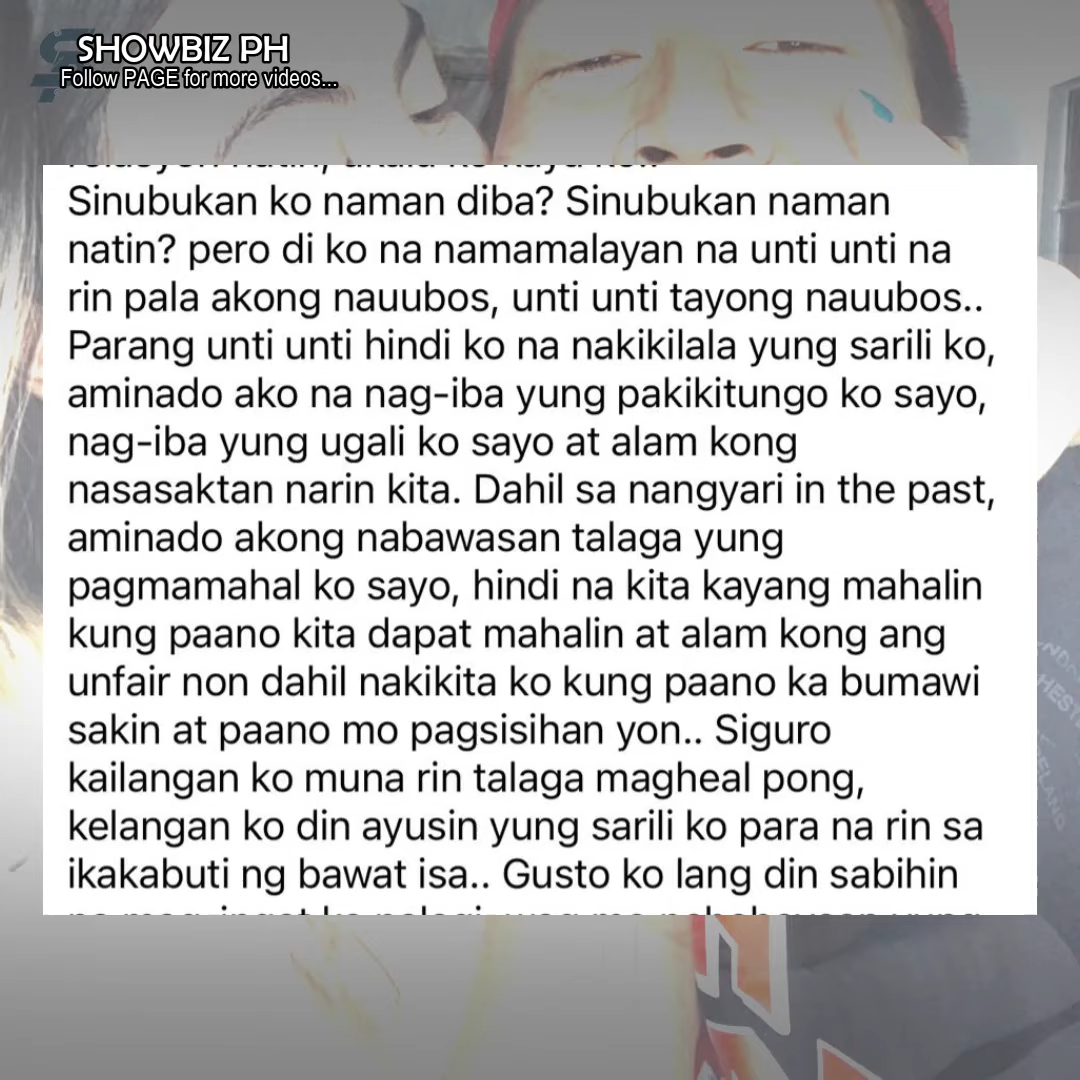 SHOWBIZ PH
Follow PAGE for more videos...
Sinubukan ko naman diba? Sinubukan naman
natin? pero di ko na namamalayan na unti unti na
rin pala akong nauubos, unti unti tayong nauubos..
Parang unti unti hindi ko na nakikilala yung sarili ko,
aminado ako na nag-iba yung pakikitungo ko sayo,
nag-iba yung ugali ko sayo at alam kong
nasasaktan narin kita. Dahil sa nangyari in the past,
aminado akong nabawasan talaga yung
pagmamahal ko sayo, hindi na kita kayang mahalin
kung paano kita dapat mahalin at alam kong ang
unfair non dahil nakikita ko kung paano ka bumawi
sakin at paano mo pagsisihan yon.. Siguro
kailangan ko muna rin talaga magheal pong,
kelangan ko din ayusin yung sarili ko para na rin sa
ikakabuti ng bawat isa.. Gusto ko lang din sabihin